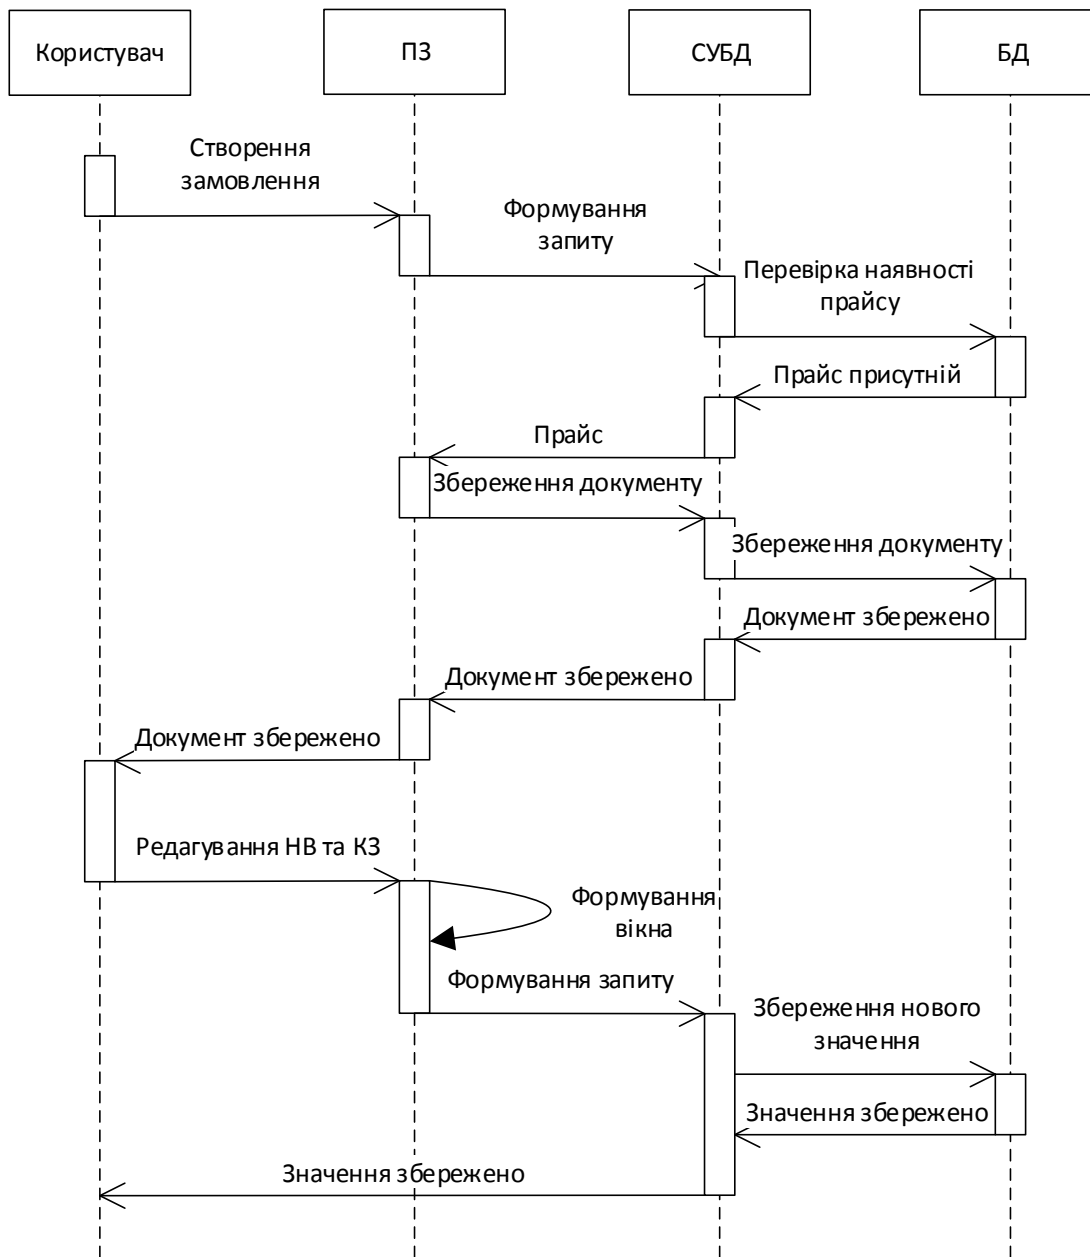 Користувач
ПЗ
СУБД
БД
Створення
замовлення
Формування
запиту
Перевірка наявності
прайсу
Прайс присутній
Прайс
Збереження документу
Збереження документу
Документ збережено
Документ збережено
Документ збережено
Редагування НВ та КЗ
Формування
вікна
Формування запиту
Збереження нового
значення
Значення збережено
Значення збережено